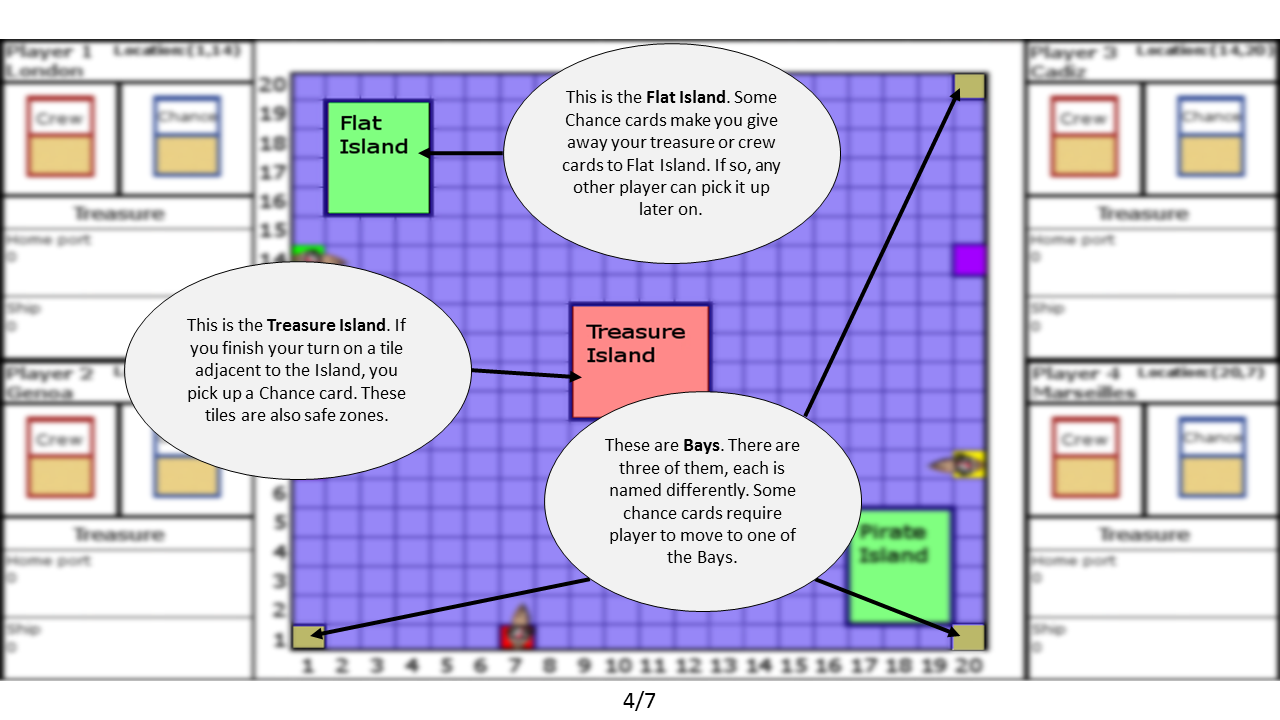 Player 1 Location:(1,14)
London
Crew
Chance
Treasure
Home port
0
Ship
0
Player 2
Genoa
Crew
Treasure
Home port
0
Ship
0
20
19
18
17
16
15
14
6
5
4
3
2
1
1 2 3 4 5 6 7 8 9 10 11 12 13 14 15 16 17 18 19 20
Flat
Island
This is the Flat Island. Some
Chance cards make you give
away your treasure or crew
cards to Flat Island. If so, any
other player can pick it up
later on.
This is the Treasure Island. If
you finish your turn on a tile
adjacent to the Island, you
pick up a Chance card. These
tiles are also safe zones.
Treasure
Island
These are Bays. There are
three of them, each is
named differently. Some
chance cards require
player to move to one of
the Bays.
Pirate
Island
Player 3 Location:(14,20)
Cadiz
Crew
Chance
Treasure
Home port
0
Ship
0
Player 4 Location:(20,7)
Marseilles
Crew
Chance
Treasure
Home port
0
Ship
0
4/7